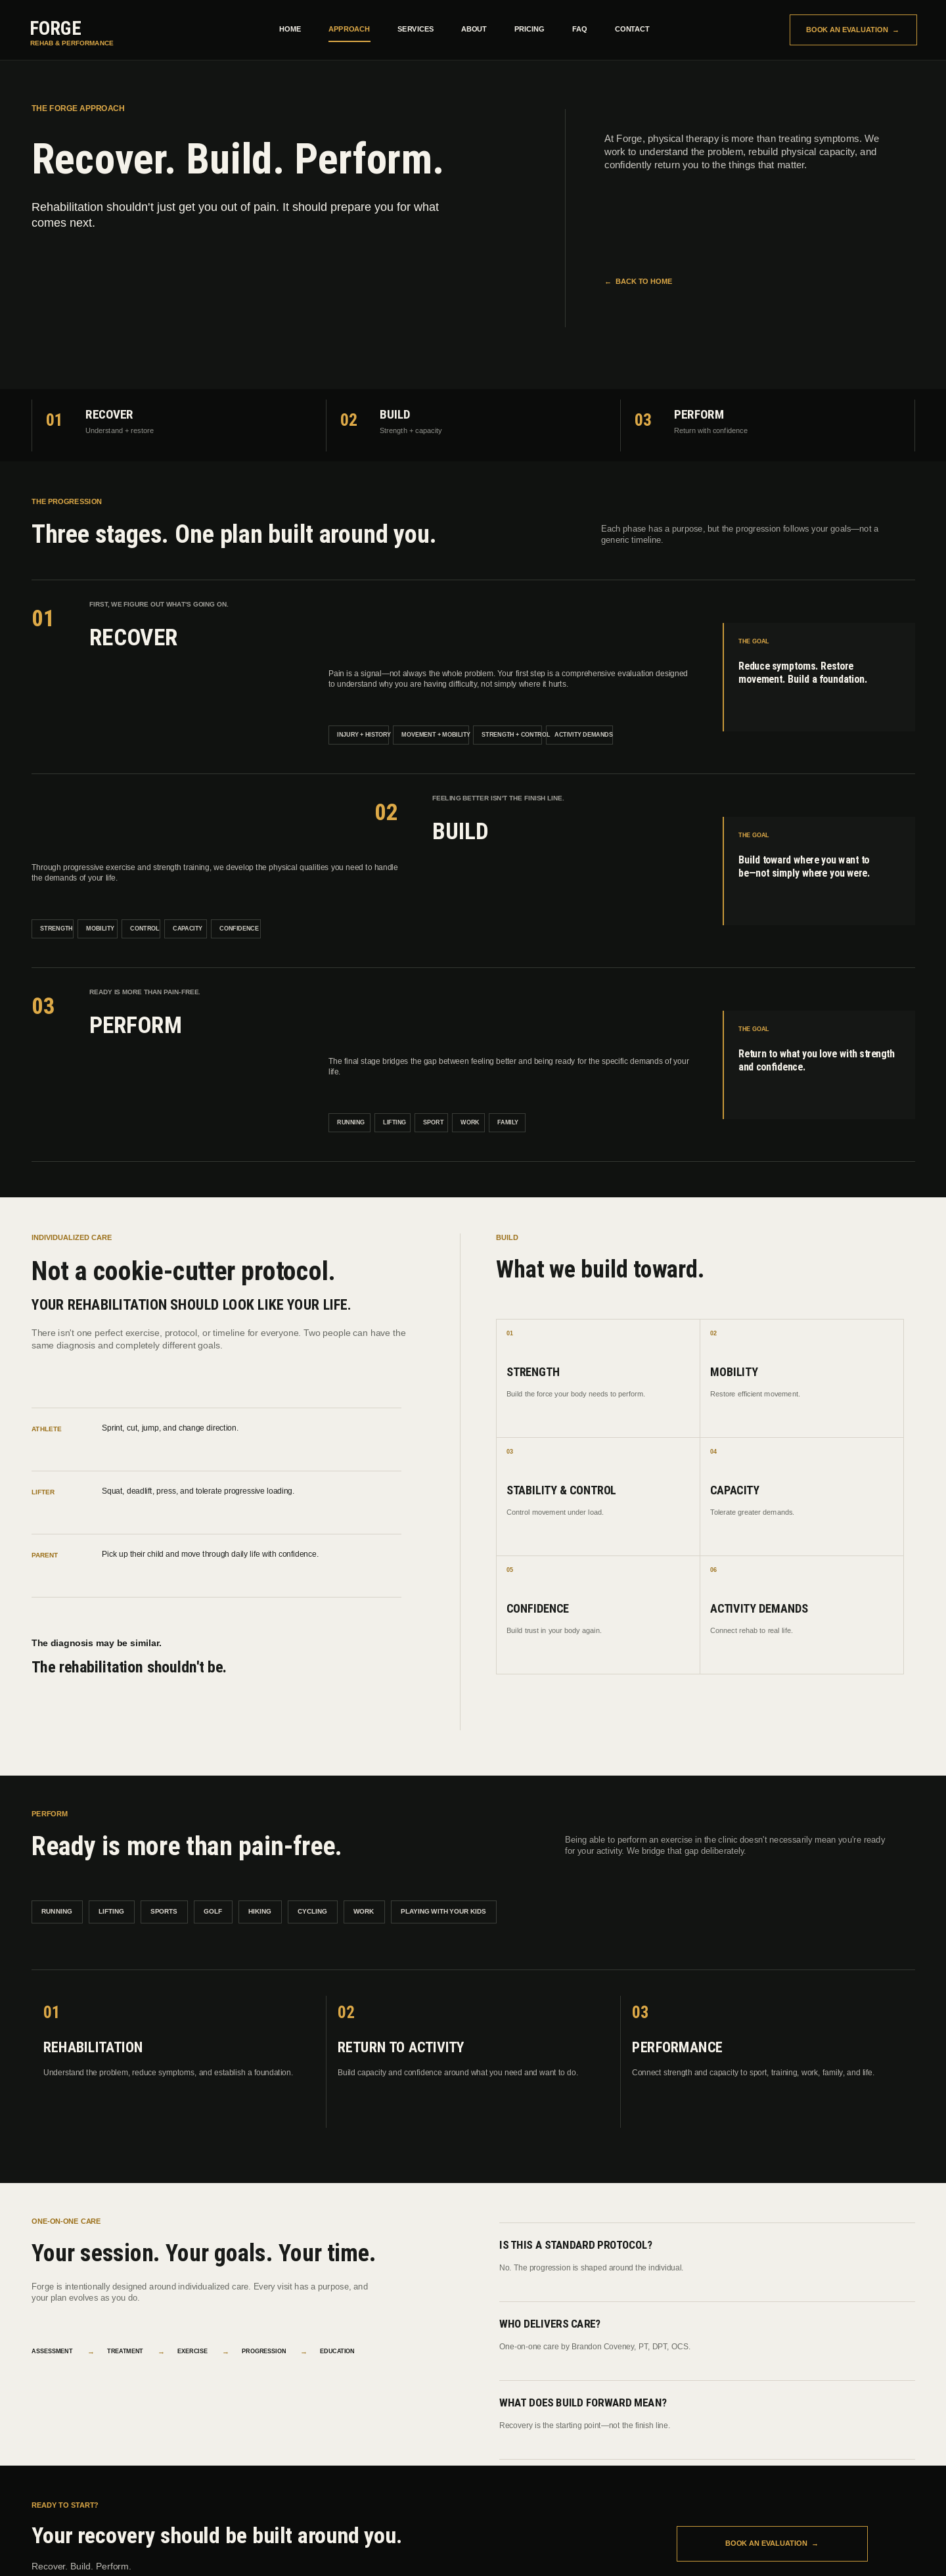 FORGE
REHAB & PERFORMANCE
HOME
APPROACH
SERVICES
ABOUT
PRICING
FAQ
CONTACT
BOOK AN EVALUATION →
THE FORGE APPROACH
Recover. Build. Perform.
Rehabilitation shouldn't just get you out of pain. It should prepare you for what
comes next.
At Forge, physical therapy is more than treating symptoms. We
work to understand the problem, rebuild physical capacity, and
confidently return you to the things that matter.
← BACK TO HOME
01
RECOVER
Understand + restore
02
BUILD
Strength + capacity
03
PERFORM
Return with confidence
THE PROGRESSION
Three stages. One plan built around you.
Each phase has a purpose, but the progression follows your goals—not a
generic timeline.
01
FIRST, WE FIGURE OUT WHAT'S GOING ON.
RECOVER
Pain is a signal—not always the whole problem. Your first step is a comprehensive evaluation designed
to understand why you are having difficulty, not simply where it hurts.
INJURY + HISTORY
MOVEMENT + MOBILITY
STRENGTH + CONTROL
ACTIVITY DEMANDS
THE GOAL
Reduce symptoms. Restore
movement. Build a foundation.
02
FEELING BETTER ISN'T THE FINISH LINE.
BUILD
Through progressive exercise and strength training, we develop the physical qualities you need to handle
the demands of your life.
STRENGTH
MOBILITY
CONTROL
CAPACITY
CONFIDENCE
THE GOAL
Build toward where you want to
be—not simply where you were.
03
READY IS MORE THAN PAIN-FREE.
PERFORM
The final stage bridges the gap between feeling better and being ready for the specific demands of your
life.
RUNNING
LIFTING
SPORT
WORK
FAMILY
THE GOAL
Return to what you love with strength
and confidence.
INDIVIDUALIZED CARE
Not a cookie-cutter protocol.
YOUR REHABILITATION SHOULD LOOK LIKE YOUR LIFE.
There isn't one perfect exercise, protocol, or timeline for everyone. Two people can have the
same diagnosis and completely different goals.
ATHLETE
Sprint, cut, jump, and change direction.
LIFTER
Squat, deadlift, press, and tolerate progressive loading.
PARENT
Pick up their child and move through daily life with confidence.
The diagnosis may be similar.
The rehabilitation shouldn't be.
BUILD
What we build toward.
01
STRENGTH
Build the force your body needs to perform.
02
MOBILITY
Restore efficient movement.
03
STABILITY & CONTROL
Control movement under load.
04
CAPACITY
Tolerate greater demands.
05
CONFIDENCE
Build trust in your body again.
06
ACTIVITY DEMANDS
Connect rehab to real life.
PERFORM
Ready is more than pain-free.
Being able to perform an exercise in the clinic doesn't necessarily mean you're ready
for your activity. We bridge that gap deliberately.
RUNNING
LIFTING
SPORTS
GOLF
HIKING
CYCLING
WORK
PLAYING WITH YOUR KIDS
01
REHABILITATION
Understand the problem, reduce symptoms, and establish a foundation.
02
RETURN TO ACTIVITY
Build capacity and confidence around what you need and want to do.
03
PERFORMANCE
Connect strength and capacity to sport, training, work, family, and life.
ONE-ON-ONE CARE
Your session. Your goals. Your time.
Forge is intentionally designed around individualized care. Every visit has a purpose, and
your plan evolves as you do.
ASSESSMENT → TREATMENT → EXERCISE → PROGRESSION → EDUCATION
IS THIS A STANDARD PROTOCOL?
No. The progression is shaped around the individual.
WHO DELIVERS CARE?
One-on-one care by Brandon Coveney, PT, DPT, OCS.
WHAT DOES BUILD FORWARD MEAN?
Recovery is the starting point—not the finish line.
READY TO START?
Your recovery should be built around you.
Recover. Build. Perform.
BOOK AN EVALUATION →